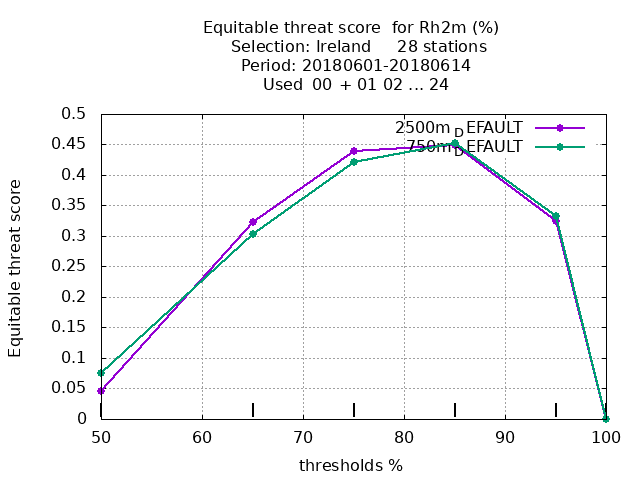 Equitable threat score  for Rh2m (%)
Selection: Ireland     28 stations
Period: 20180601-20180614
Used  00 + 01 02 ... 24
2500m_DEFAULT
750m_DEFAULT
0.5
0.45
0.4
0.35
0.3
0.25
0.2
0.15
0.1
0.05
0
Equitable threat score
50 60 70 80 90 100
thresholds %